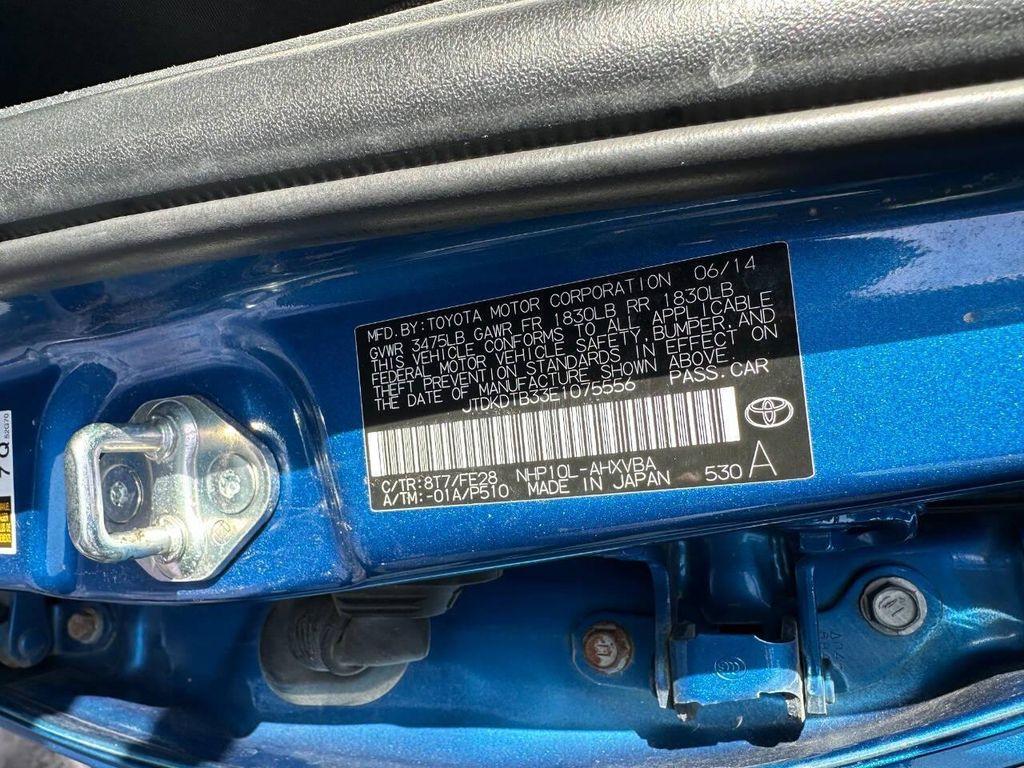 MFD.BY:TOYOTA MOTOR CORPORATION 06/14
GVWR 3475LB GAWR FR 1830LB RR 1830LB
THIS VEHICLE CONFORMS TO ALL APPLICABLE
FEDERAL MOTOR VEHICLE SAFETY,BUMPER,AND
THEFT PREVENTION STANDARDS IN EFFECT ON
THE DATE OF MANUFACTURE SHOWN ABOVE.
JTDKDTB33E1075556 PASS.CAR
C/TR:8T7/FE28 NHP10L-AHXVBA
A/TM:-01A/P510 MADE IN JAPAN 530 A
7Q
52G70